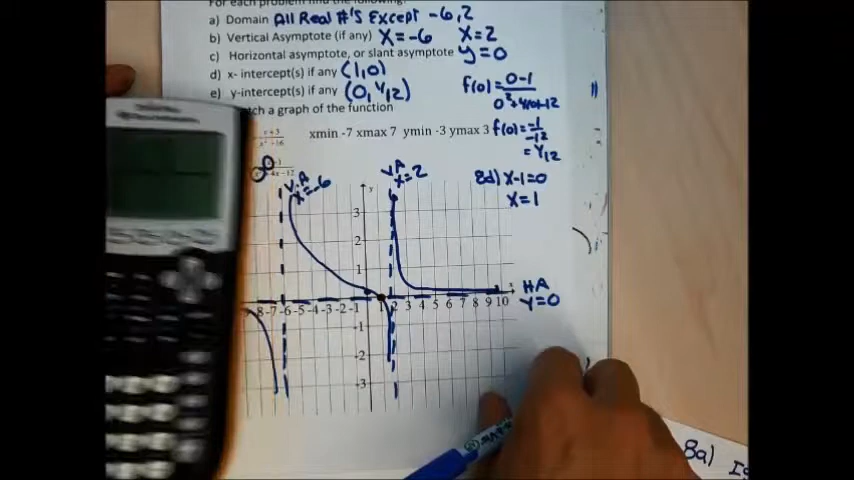 For each problem find the following:
a) Domain All Real #'s Except -6,2
b) Vertical Asymptote (if any) X=-6 X=2
c) Horizontal asymptote, or slant asymptote y=0
d) x- intercept(s) if any (1,0)
e) y-intercept(s) if any (0, 1/12)
a graph of the function
f(0)= 0-1
0²+4(0)-12
f(0)= -1
-12
= 1/12
xmin -7 xmax 7 ymin -3 ymax 3
V.A X=-6
V.A X=2
8d) X-1=0
X=1
y
3
2
1
x
HA
Y=0
8 -7 -6 -5 -4 -3 -2 -1 1 2 3 4 5 6 7 8 9 10
-1
-2
-3
8a)